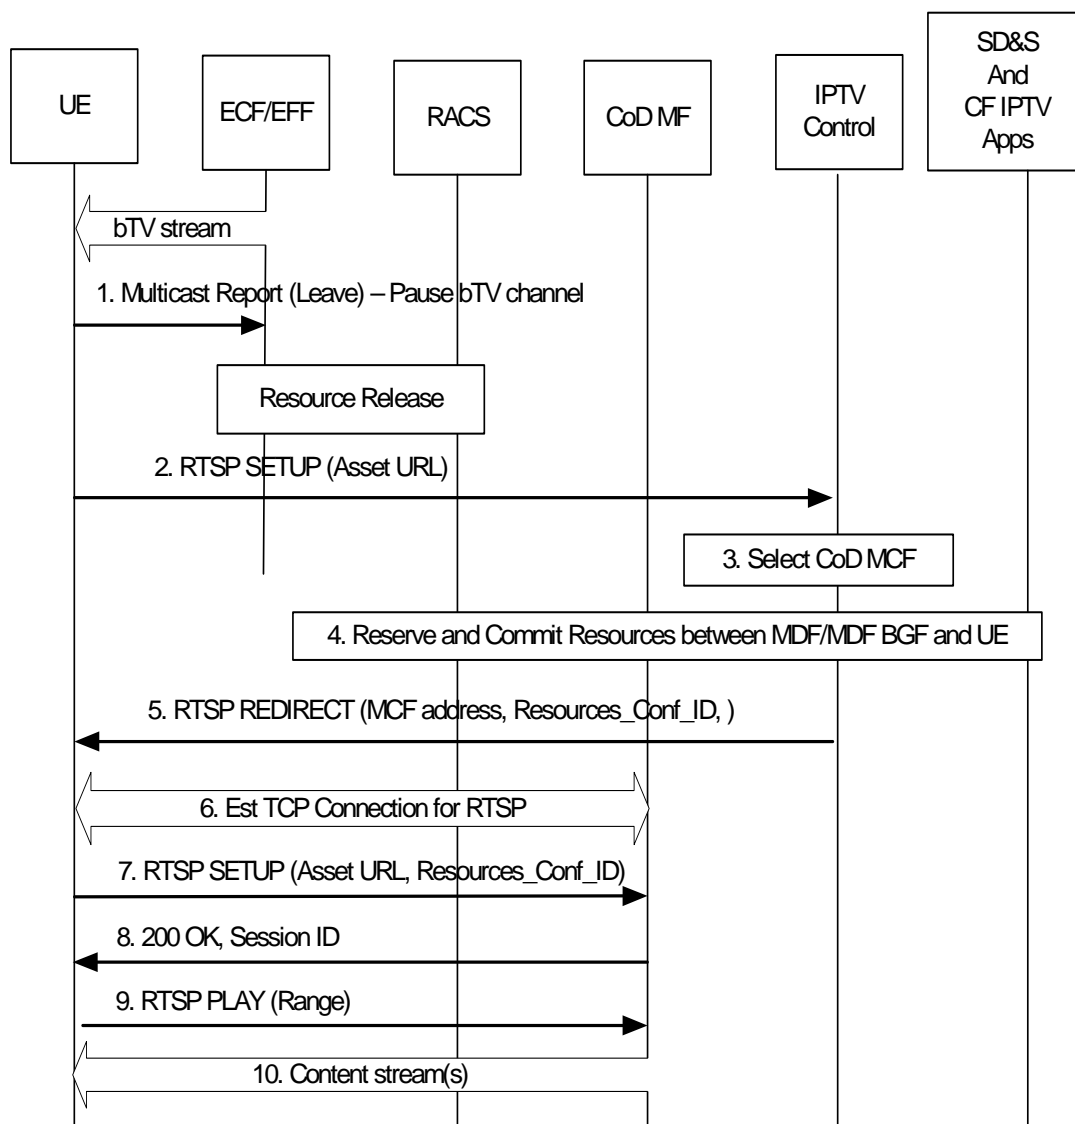 UE
ECF/EFF
RACS
CoD MF
IPTV
Control
SD&S
And
CF IPTV
Apps
bTV stream
1. Multicast Report (Leave) – Pause bTV channel
Resource Release
2. RTSP SETUP (Asset URL)
3. Select CoD MCF
4. Reserve and Commit Resources between MDF/MDF BGF and UE
5. RTSP REDIRECT (MCF address, Resources_Conf_ID, )
6. Est TCP Connection for RTSP
7. RTSP SETUP (Asset URL, Resources_Conf_ID)
8. 200 OK, Session ID
9. RTSP PLAY (Range)
10. Content stream(s)